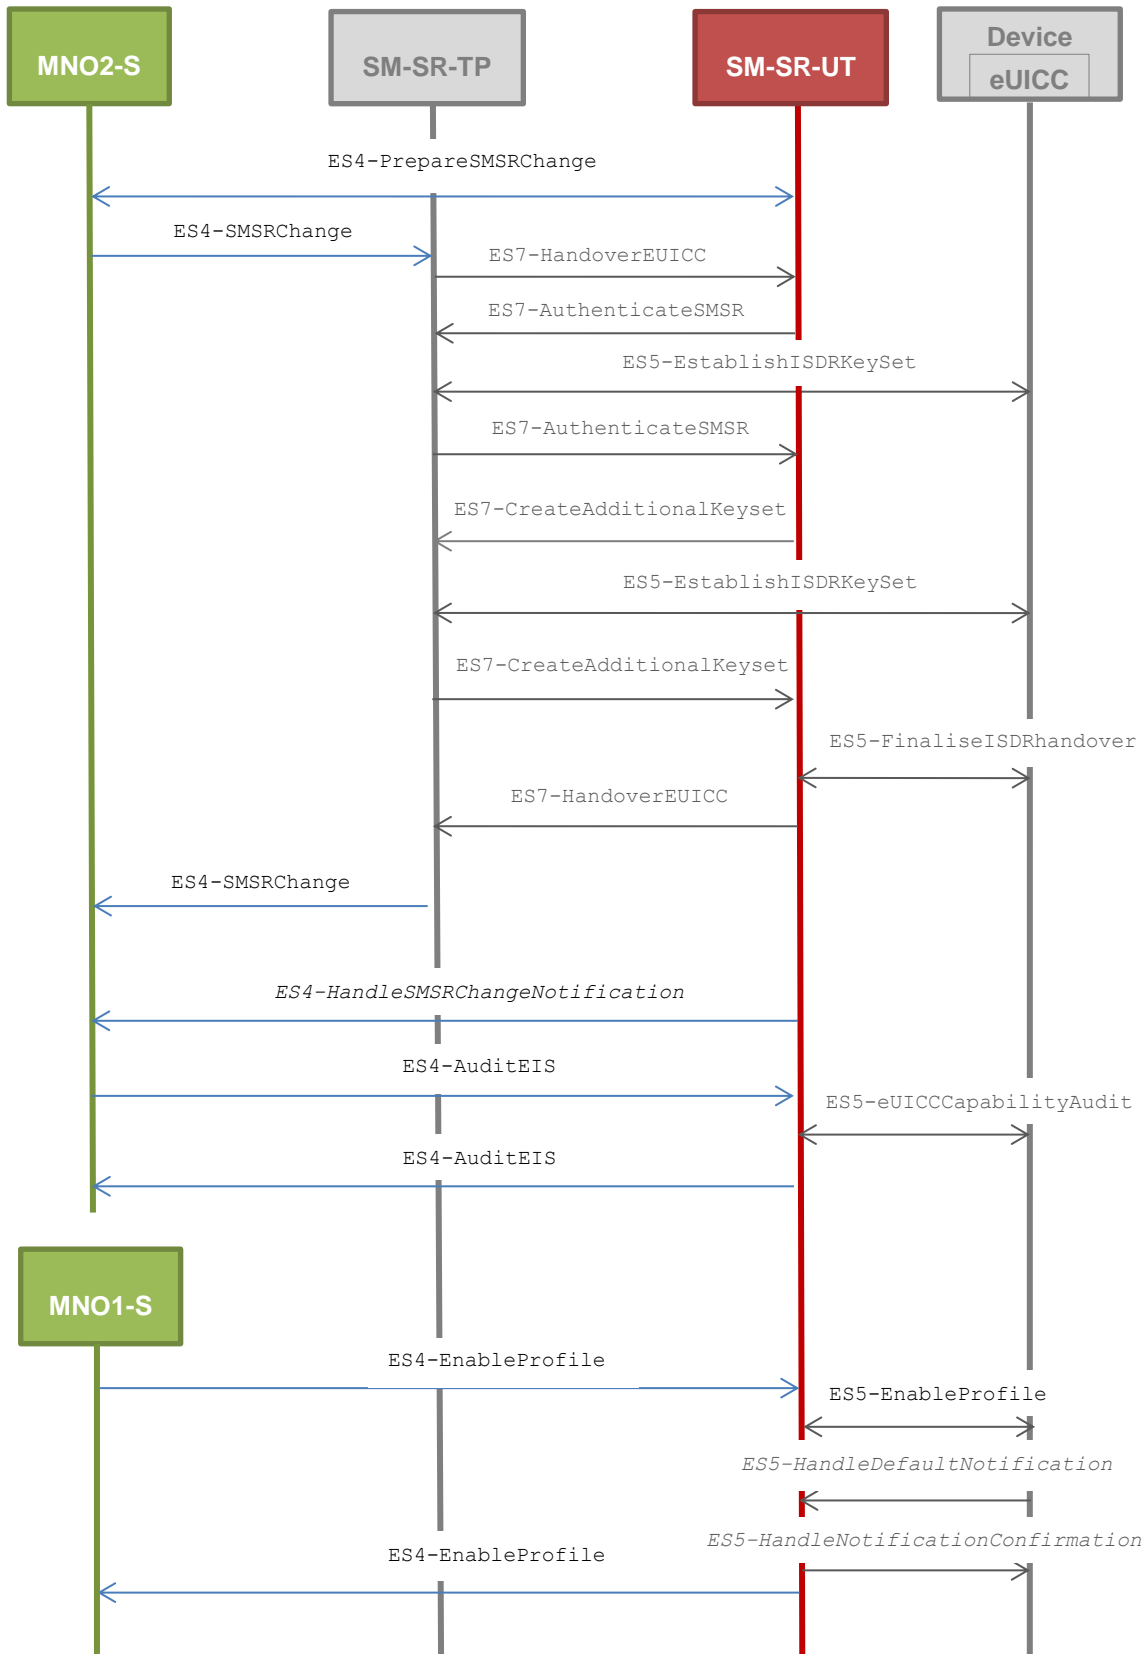 MNO2-S
SM-SR-TP
SM-SR-UT
Device
eUICC
ES4-PrepareSMSRChange
ES4-SMSRChange
ES7-HandoverEUICC
ES7-AuthenticateSMSR
ES5-EstablishISDRKeySet
ES7-AuthenticateSMSR
ES7-CreateAdditionalKeyset
ES5-EstablishISDRKeySet
ES7-CreateAdditionalKeyset
ES5-FinaliseISDRhandover
ES7-HandoverEUICC
ES4-SMSRChange
ES4-HandleSMSRChangeNotification
ES4-AuditEIS
ES5-eUICCCapabilityAudit
ES4-AuditEIS
MNO1-S
ES4-EnableProfile
ES5-EnableProfile
ES5-HandleDefaultNotification
ES5-HandleNotificationConfirmation
ES4-EnableProfile